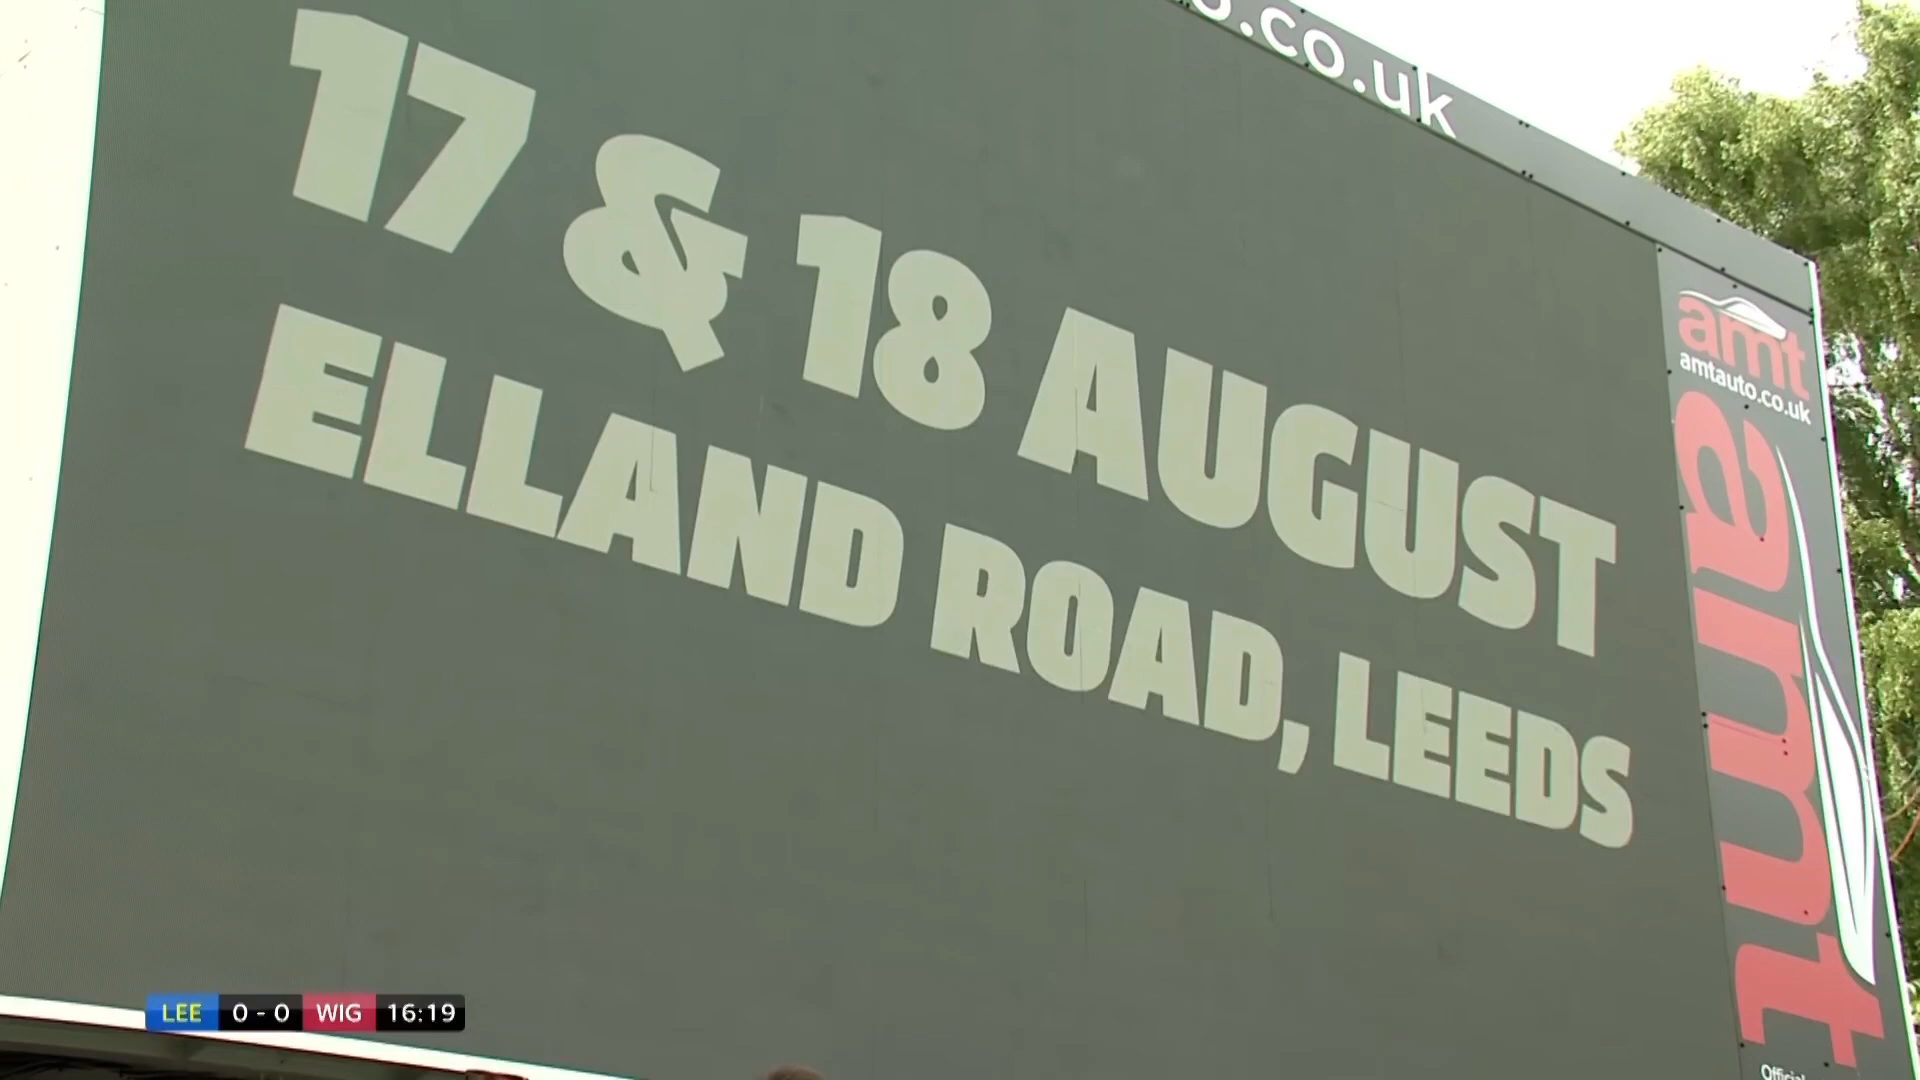 o.co.uk
17 & 18 AUGUST
ELLAND ROAD, LEEDS
amt
amtauto.co.uk
amt
Official
LEE 0 - 0 WIG 16:19